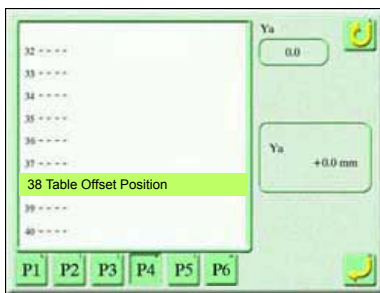 32 ----
33 ----
34 ----
35 ----
36 ----
37 ----
38 Table Offset Position
39 ----
40 ----
Ya
0.0
Ya
+0.0 mm
P1 P2 P3 P4 P5 P6